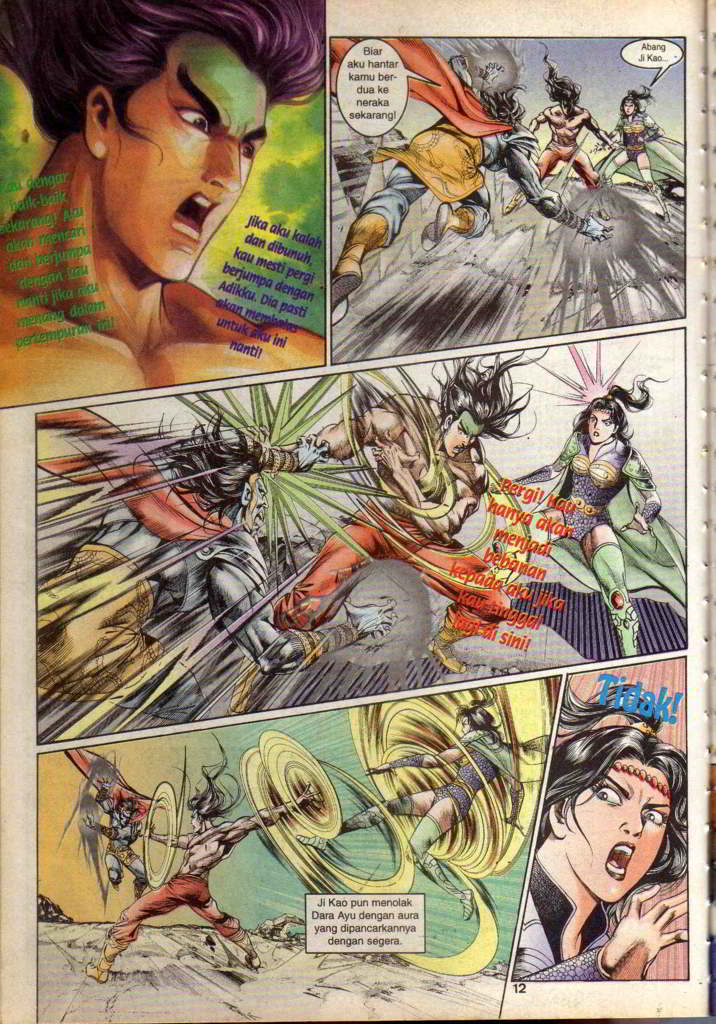 dengar
baik-baik
sekarang! Aku
akan mencari
dan berjumpa
dengan kau
nanti jika aku
menang dalam
pertempuran ini!
Jika aku kalah
dan dibunuh,
kau mesti pergi
berjumpa dengan
Adikku. Dia pasti
akan membalas
untuk aku ini
nanti!
Biar
aku hantar
kamu ber-
dua ke
neraka
sekarang!
Abang
Ji Kao...
Pergi! Kau
hanya akan
menjadi
bebanan
kepada aku jika
kau tinggal
lagi di sini!
Ji Kao pun menolak
Dara Ayu dengan aura
yang dipancarkannya
dengan segera.
Tidak!
12